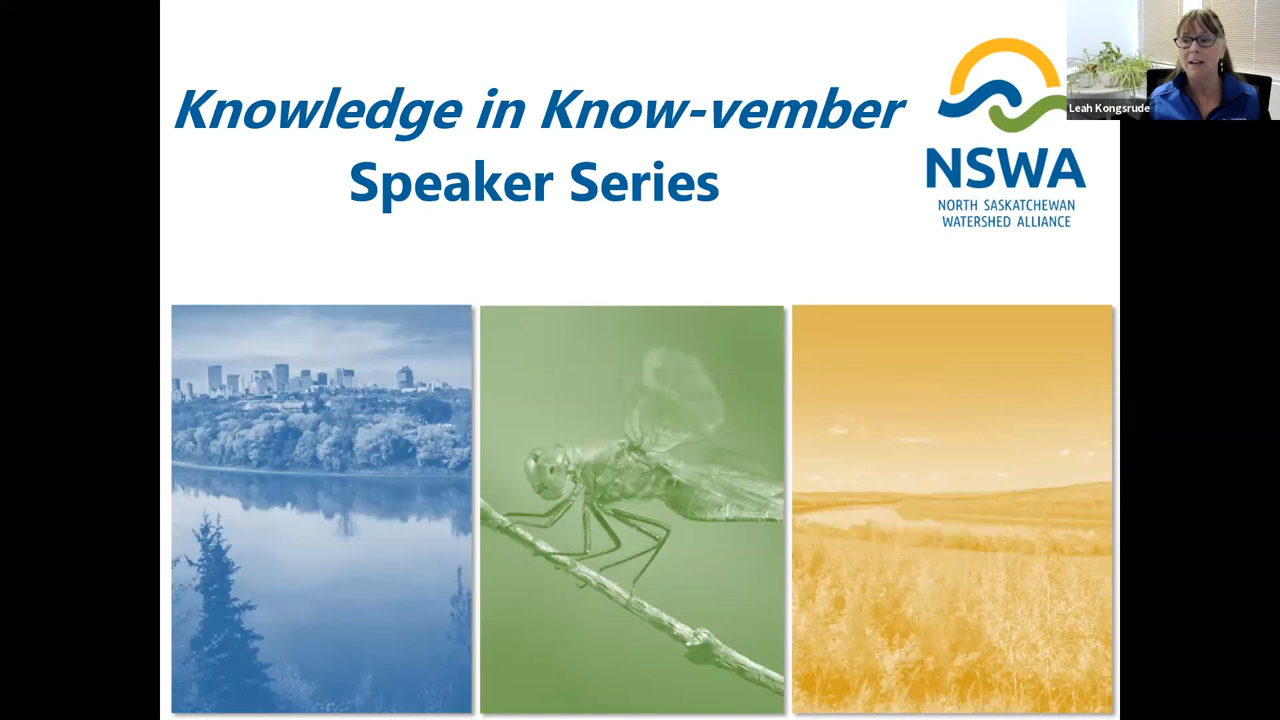 Knowledge in Know-vember
Speaker Series
NSWA
NORTH SASKATCHEWAN
WATERSHED ALLIANCE
Leah Kongsrude